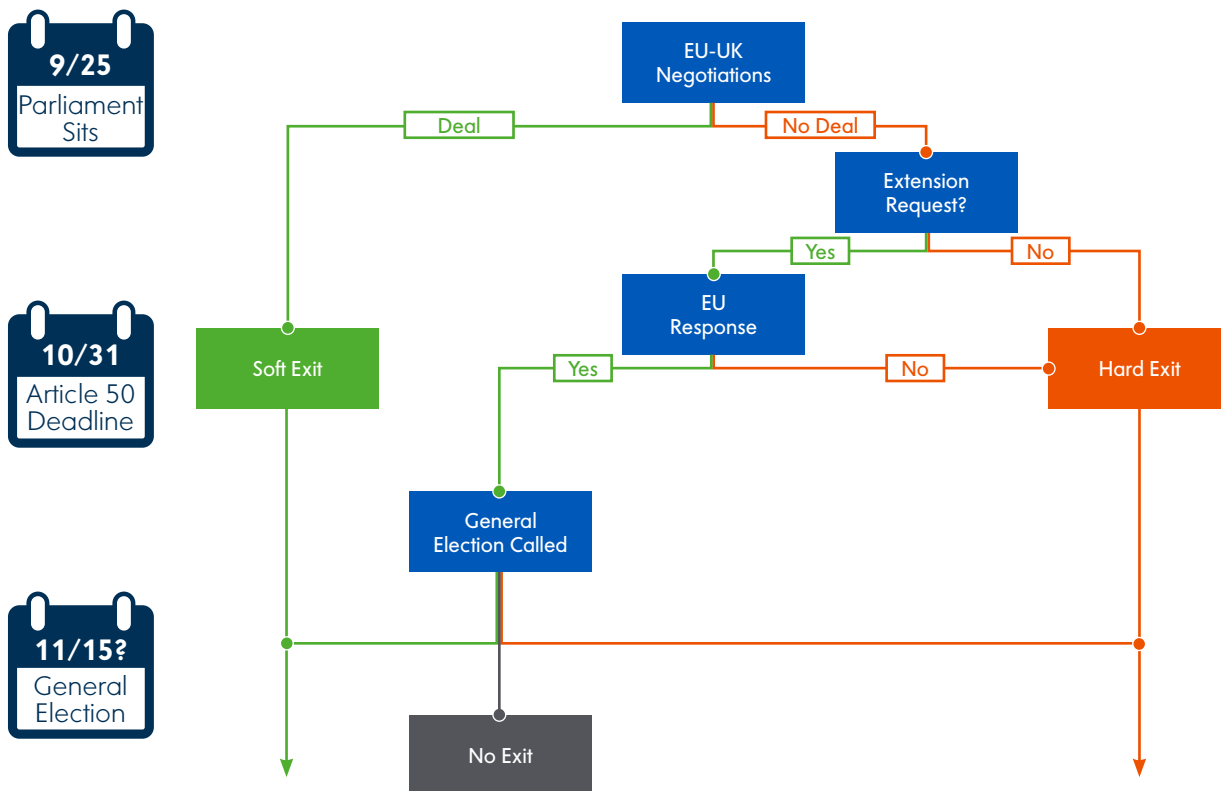 9/25
Parliament
Sits
EU-UK
Negotiations
Deal
No Deal
Extension
Request?
Yes
No
10/31
Article 50
Deadline
EU
Response
Soft Exit
Hard Exit
Yes
No
General
Election Called
11/15?
General
Election
No Exit